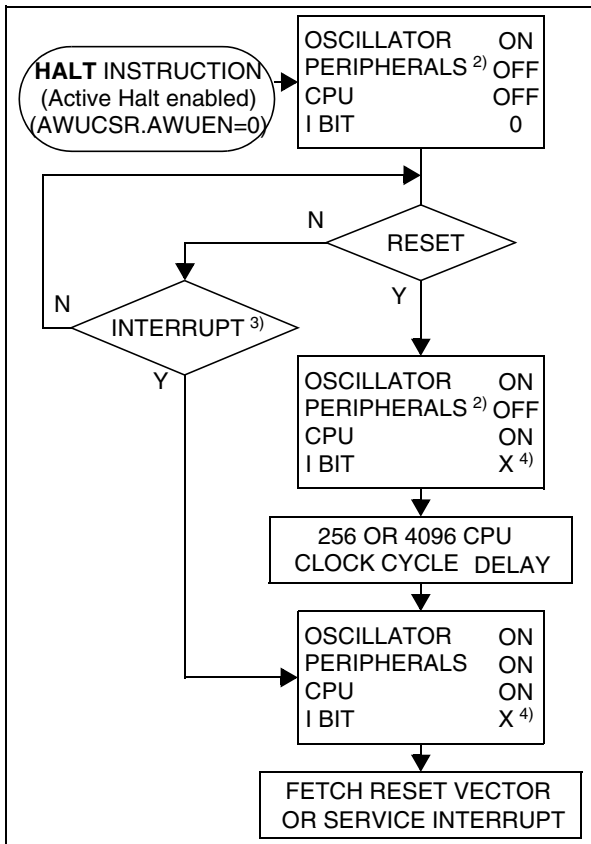 HALT INSTRUCTION
(Active Halt enabled)
(AWUCSR.AWUEN=0)
OSCILLATOR ON
PERIPHERALS 2) OFF
CPU OFF
I BIT 0
RESET
N
Y
INTERRUPT 3)
N
Y
OSCILLATOR ON
PERIPHERALS 2) OFF
CPU ON
I BIT X 4)
256 OR 4096 CPU
CLOCK CYCLE DELAY
OSCILLATOR ON
PERIPHERALS ON
CPU ON
I BIT X 4)
FETCH RESET VECTOR
OR SERVICE INTERRUPT